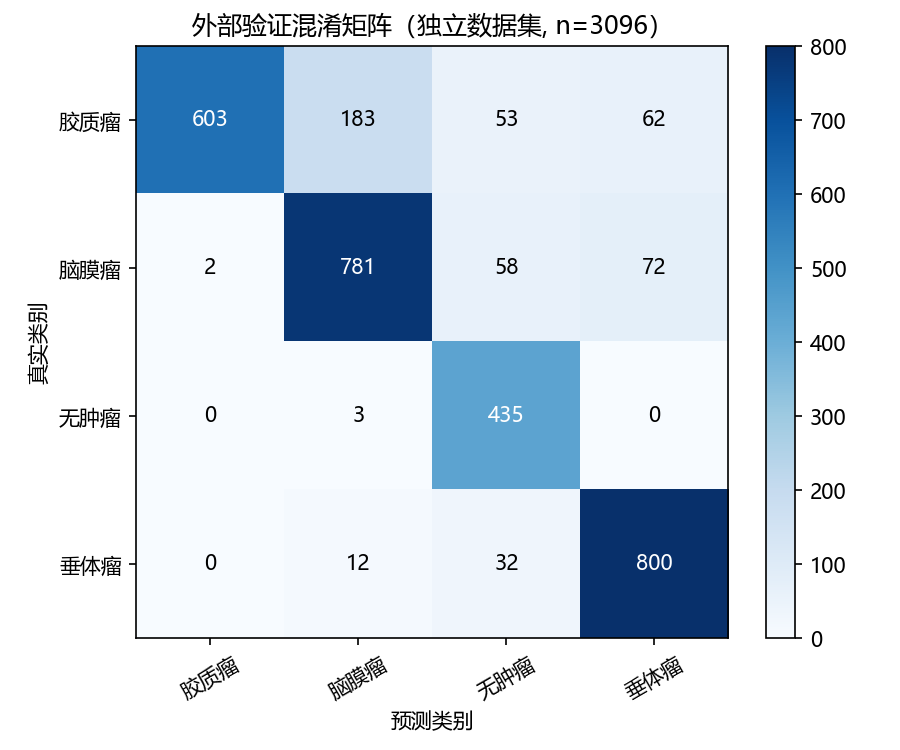 外部验证混淆矩阵（独立数据集, n=3096）
真实类别
胶质瘤 603 183 53 62
脑膜瘤 2 781 58 72
无肿瘤 0 3 435 0
垂体瘤 0 12 32 800
胶质瘤 脑膜瘤 无肿瘤 垂体瘤
预测类别
800
700
600
500
400
300
200
100
0